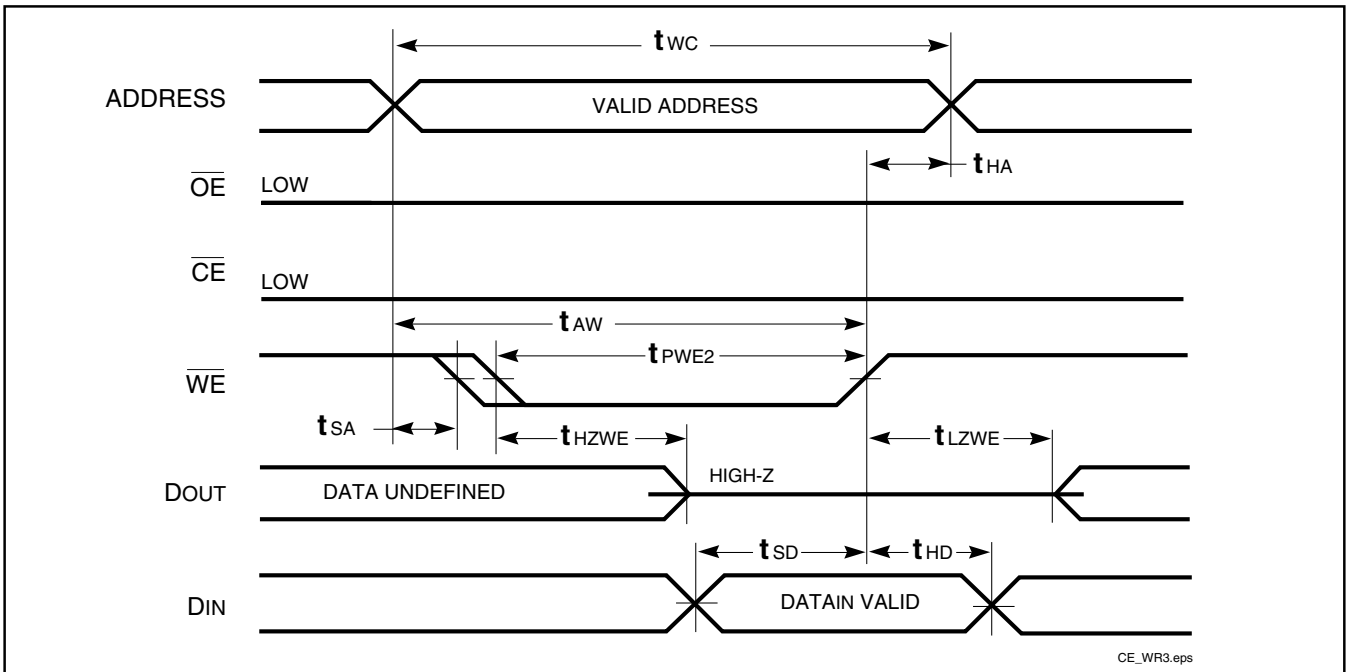 tWC
ADDRESS
VALID ADDRESS
tHA
OE LOW
CE LOW
tAW
tPWE2
WE
tSA
tHZWE
tLZWE
DOUT DATA UNDEFINED HIGH-Z
tSD
tHD
DIN DATAIN VALID
CE_WR3.eps